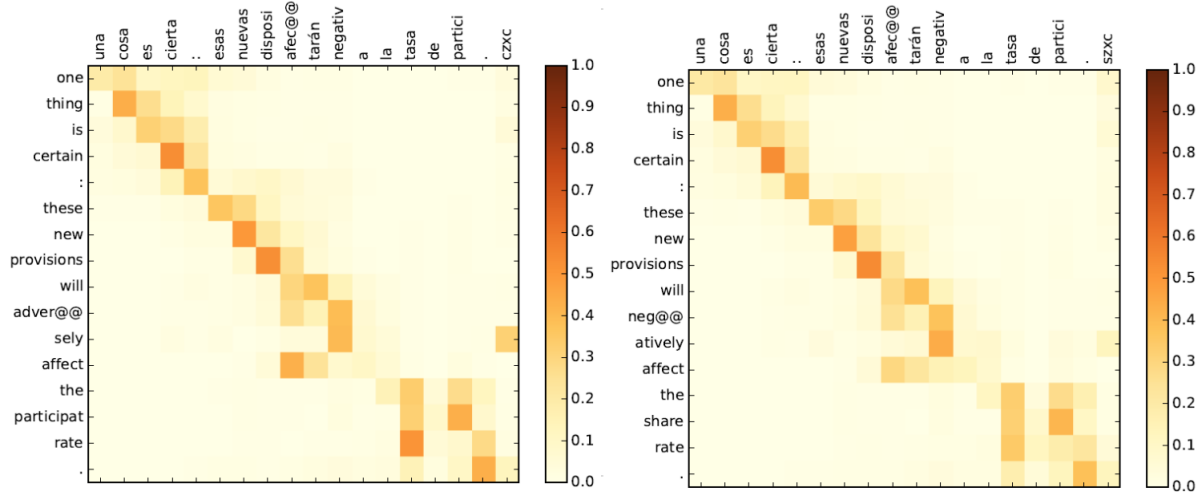 una cosa es cierta : esas nuevas disposi afec@@ tarán negativ a la tasa de partici . czxc
one
thing
is
certain
:
these
new
provisions
will
adver@@
sely
affect
the
participat
rate
.
1.0
0.9
0.8
0.7
0.6
0.5
0.4
0.3
0.2
0.1
0.0
una cosa es cierta : esas nuevas disposi afec@@ tarán negativ a la tasa de partici . szxc
one
thing
is
certain
:
these
new
provisions
will
neg@@
atively
affect
the
share
rate
.
1.0
0.9
0.8
0.7
0.6
0.5
0.4
0.3
0.2
0.1
0.0